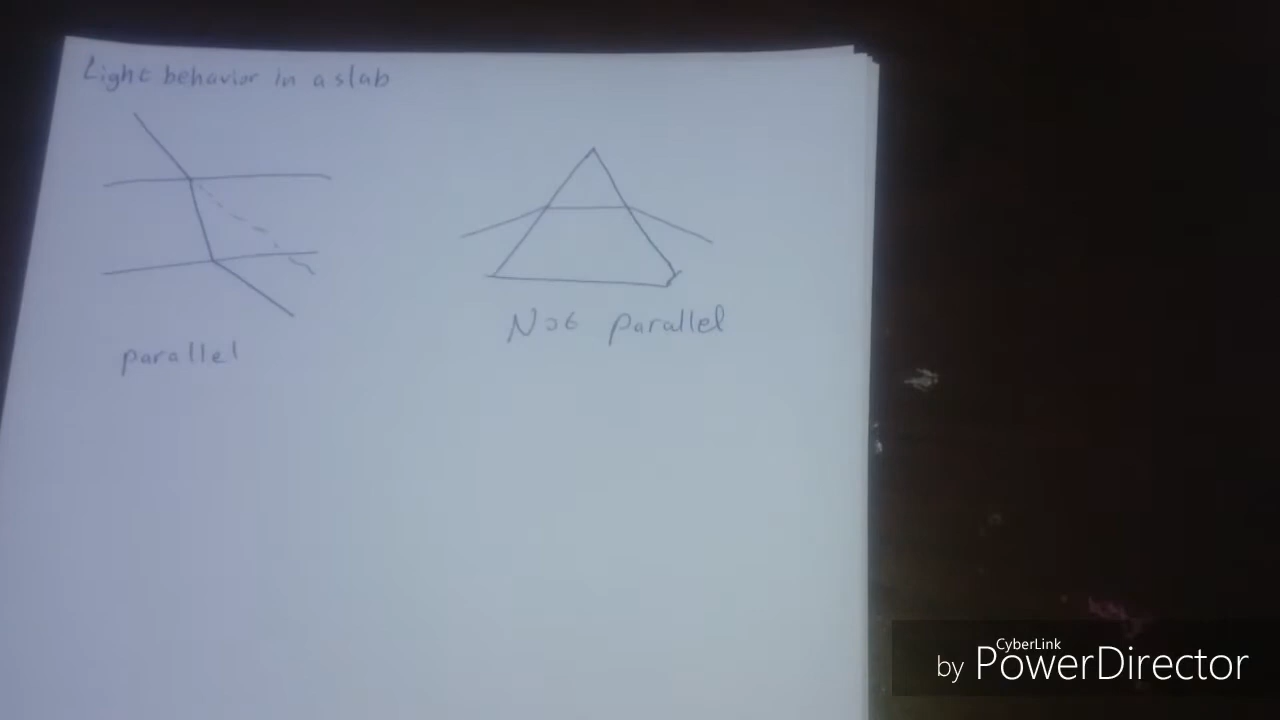 Light behavior in a slab
parallel
Not parallel
CyberLink
by PowerDirector